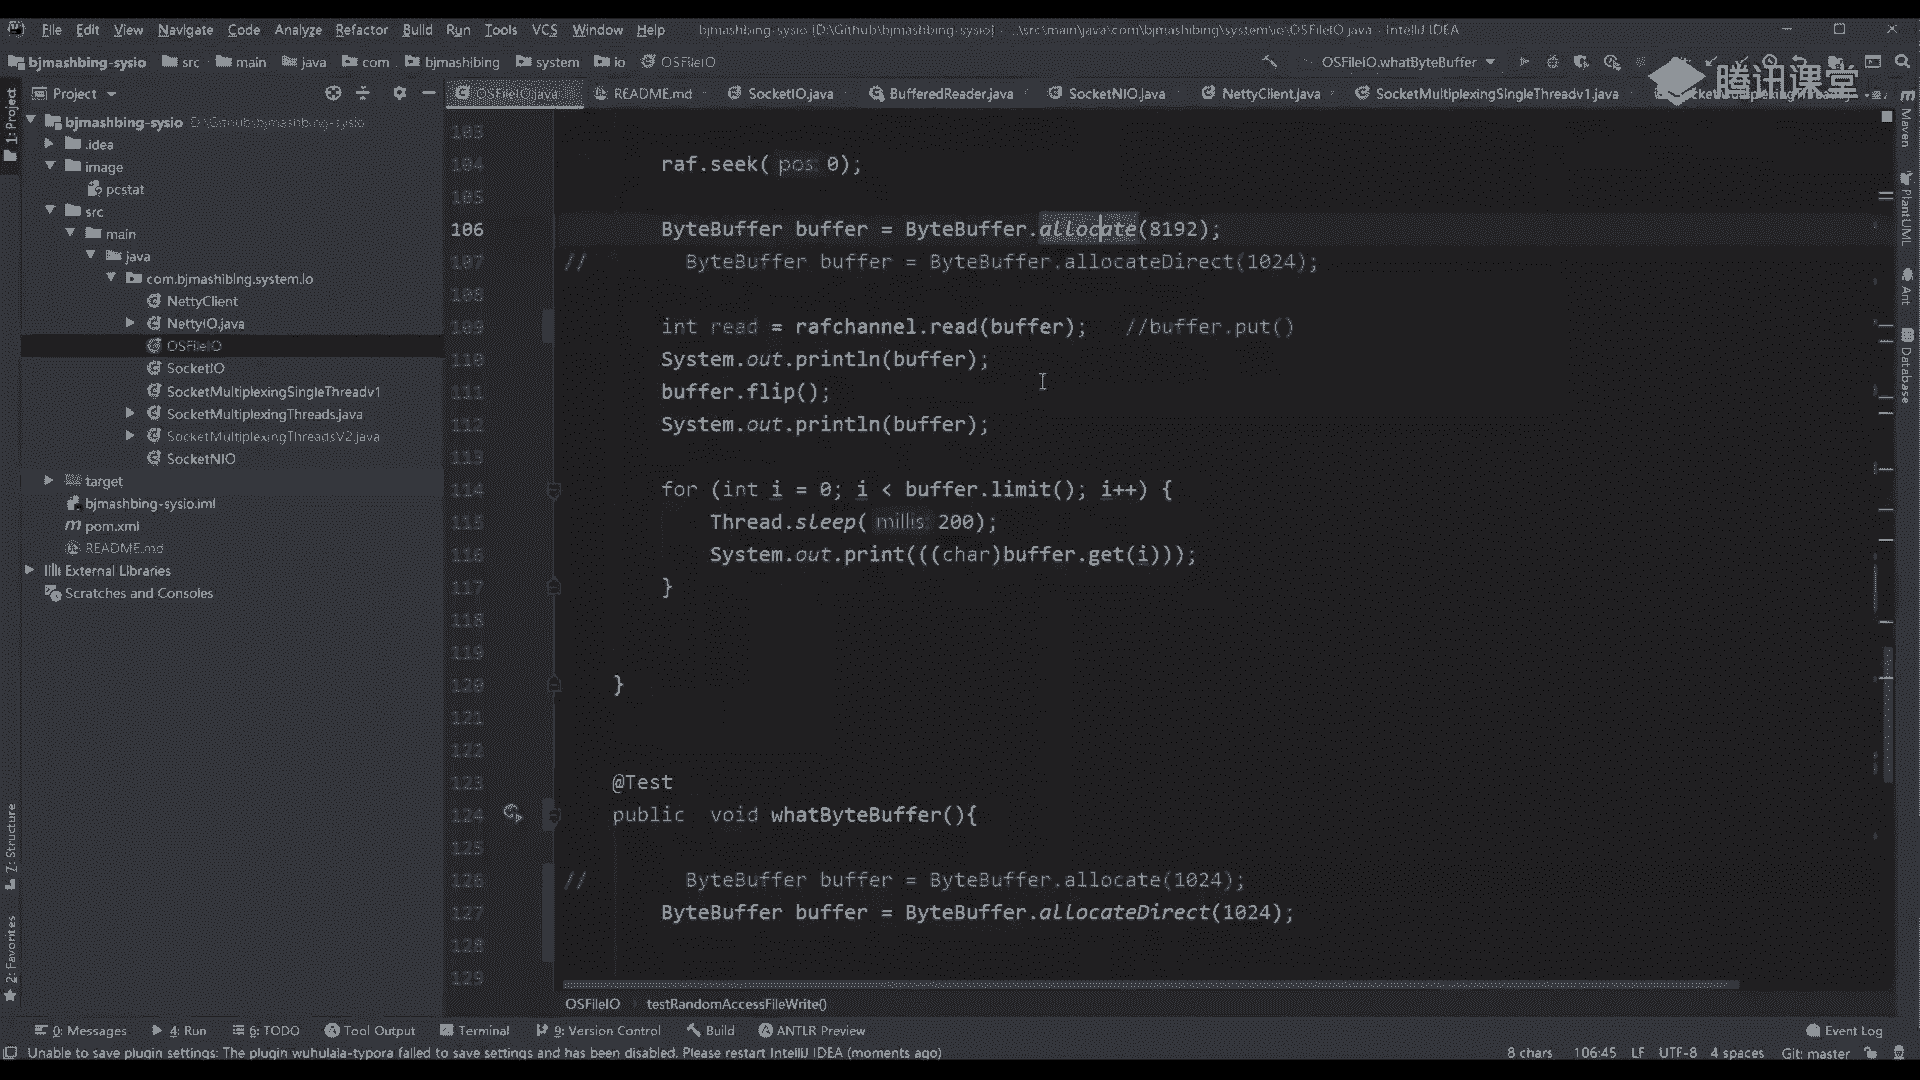 File Edit View Navigate Code Analyze Refactor Build Run Tools VCS Window Help bjmashbing-sysio [D:\Github\bjmashbing-sysio] - ...\src\main\java\com\bjmashibing\system\io\OSFileIO.java - IntelliJ IDEA
bjmashbing-sysio src main java com bjmashibing system io OSFileIO OSFileIO.whatByteBuffer
腾讯课堂
Project
OSFileIO.java README.md SocketIO.java BufferedReader.java SocketNIO.java NettyClient.java SocketMultiplexingSingleThreadv1.java
1: Project
Maven
PlantUML
Ant
Database
bjmashbing-sysio D:\Github\bjmashbing-sysio
.idea
image
pcstat
src
main
java
com.bjmashibing.system.io
NettyClient
NettyIO.java
OSFileIO
SocketIO
SocketMultiplexingSingleThreadv1
SocketMultiplexingThreads.java
SocketMultiplexingThreadsV2.java
SocketNIO
target
bjmashbing-sysio.iml
pom.xml
README.md
External Libraries
Scratches and Consoles
103
104 raf.seek( pos: 0);
105
106 ByteBuffer buffer = ByteBuffer.allocate(8192);
107 // ByteBuffer buffer = ByteBuffer.allocateDirect(1024);
108
109 int read = rafchannel.read(buffer); //buffer.put()
110 System.out.println(buffer);
111 buffer.flip();
112 System.out.println(buffer);
113
114 for (int i = 0; i < buffer.limit(); i++) {
115 Thread.sleep( millis: 200);
116 System.out.print(((char)buffer.get(i)));
117 }
118
119
120 }
121
122
123 @Test
124 public void whatByteBuffer(){
125
126 // ByteBuffer buffer = ByteBuffer.allocate(1024);
127 ByteBuffer buffer = ByteBuffer.allocateDirect(1024);
128
129
OSFileIO testRandomAccessFileWrite()
Z: Structure
2: Favorites
0: Messages 4: Run 6: TODO Tool Output Terminal 9: Version Control Build ANTLR Preview Event Log
Unable to save plugin settings: The plugin wuhulala-typora failed to save settings and has been disabled. Please restart IntelliJ IDEA (moments ago) 8 chars 106:45 LF UTF-8 4 spaces Git: master